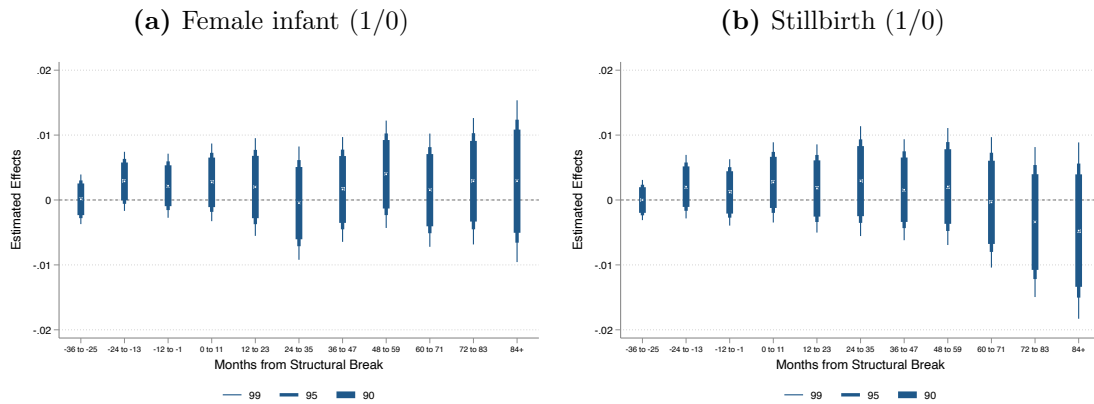 (a) Female infant (1/0)
.02
.01
0
-.01
-.02
Estimated Effects
-36 to -25 -24 to -13 -12 to -1 0 to 11 12 to 23 24 to 35 36 to 47 48 to 59 60 to 71 72 to 83 84+
Months from Structural Break
99 95 90
(b) Stillbirth (1/0)
.02
.01
0
-.01
-.02
Estimated Effects
-36 to -25 -24 to -13 -12 to -1 0 to 11 12 to 23 24 to 35 36 to 47 48 to 59 60 to 71 72 to 83 84+
Months from Structural Break
99 95 90